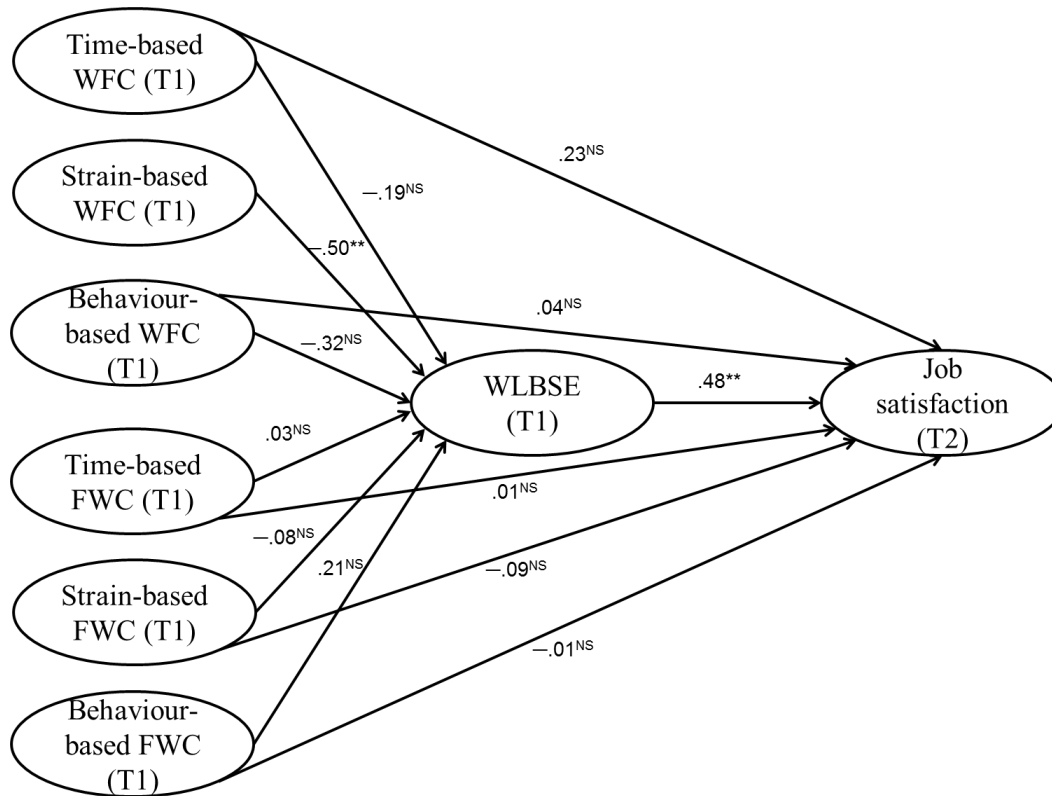 Time-based
WFC (T1)
.23NS
Strain-based
WFC (T1)
—.19NS
—.50**
Behaviour-
based WFC
(T1)
.04NS
—.32NS
WLBSE
(T1)
.48**
Job
satisfaction
(T2)
.03NS
Time-based
FWC (T1)
.01NS
—.08NS
.21NS
—.09NS
Strain-based
FWC (T1)
—.01NS
Behaviour-
based FWC
(T1)